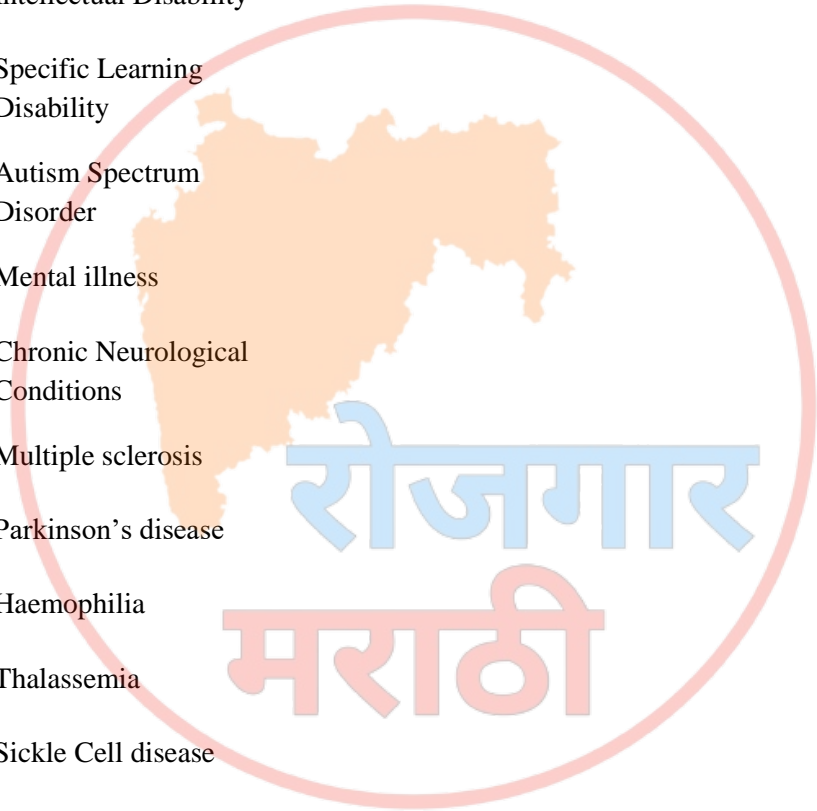 Intellectual Disability
Specific Learning
Disability
Autism Spectrum
Disorder
Mental illness
Chronic Neurological
Conditions
Multiple sclerosis
Parkinson’s disease
Haemophilia
Thalassemia
Sickle Cell disease
रोजगार
मराठी